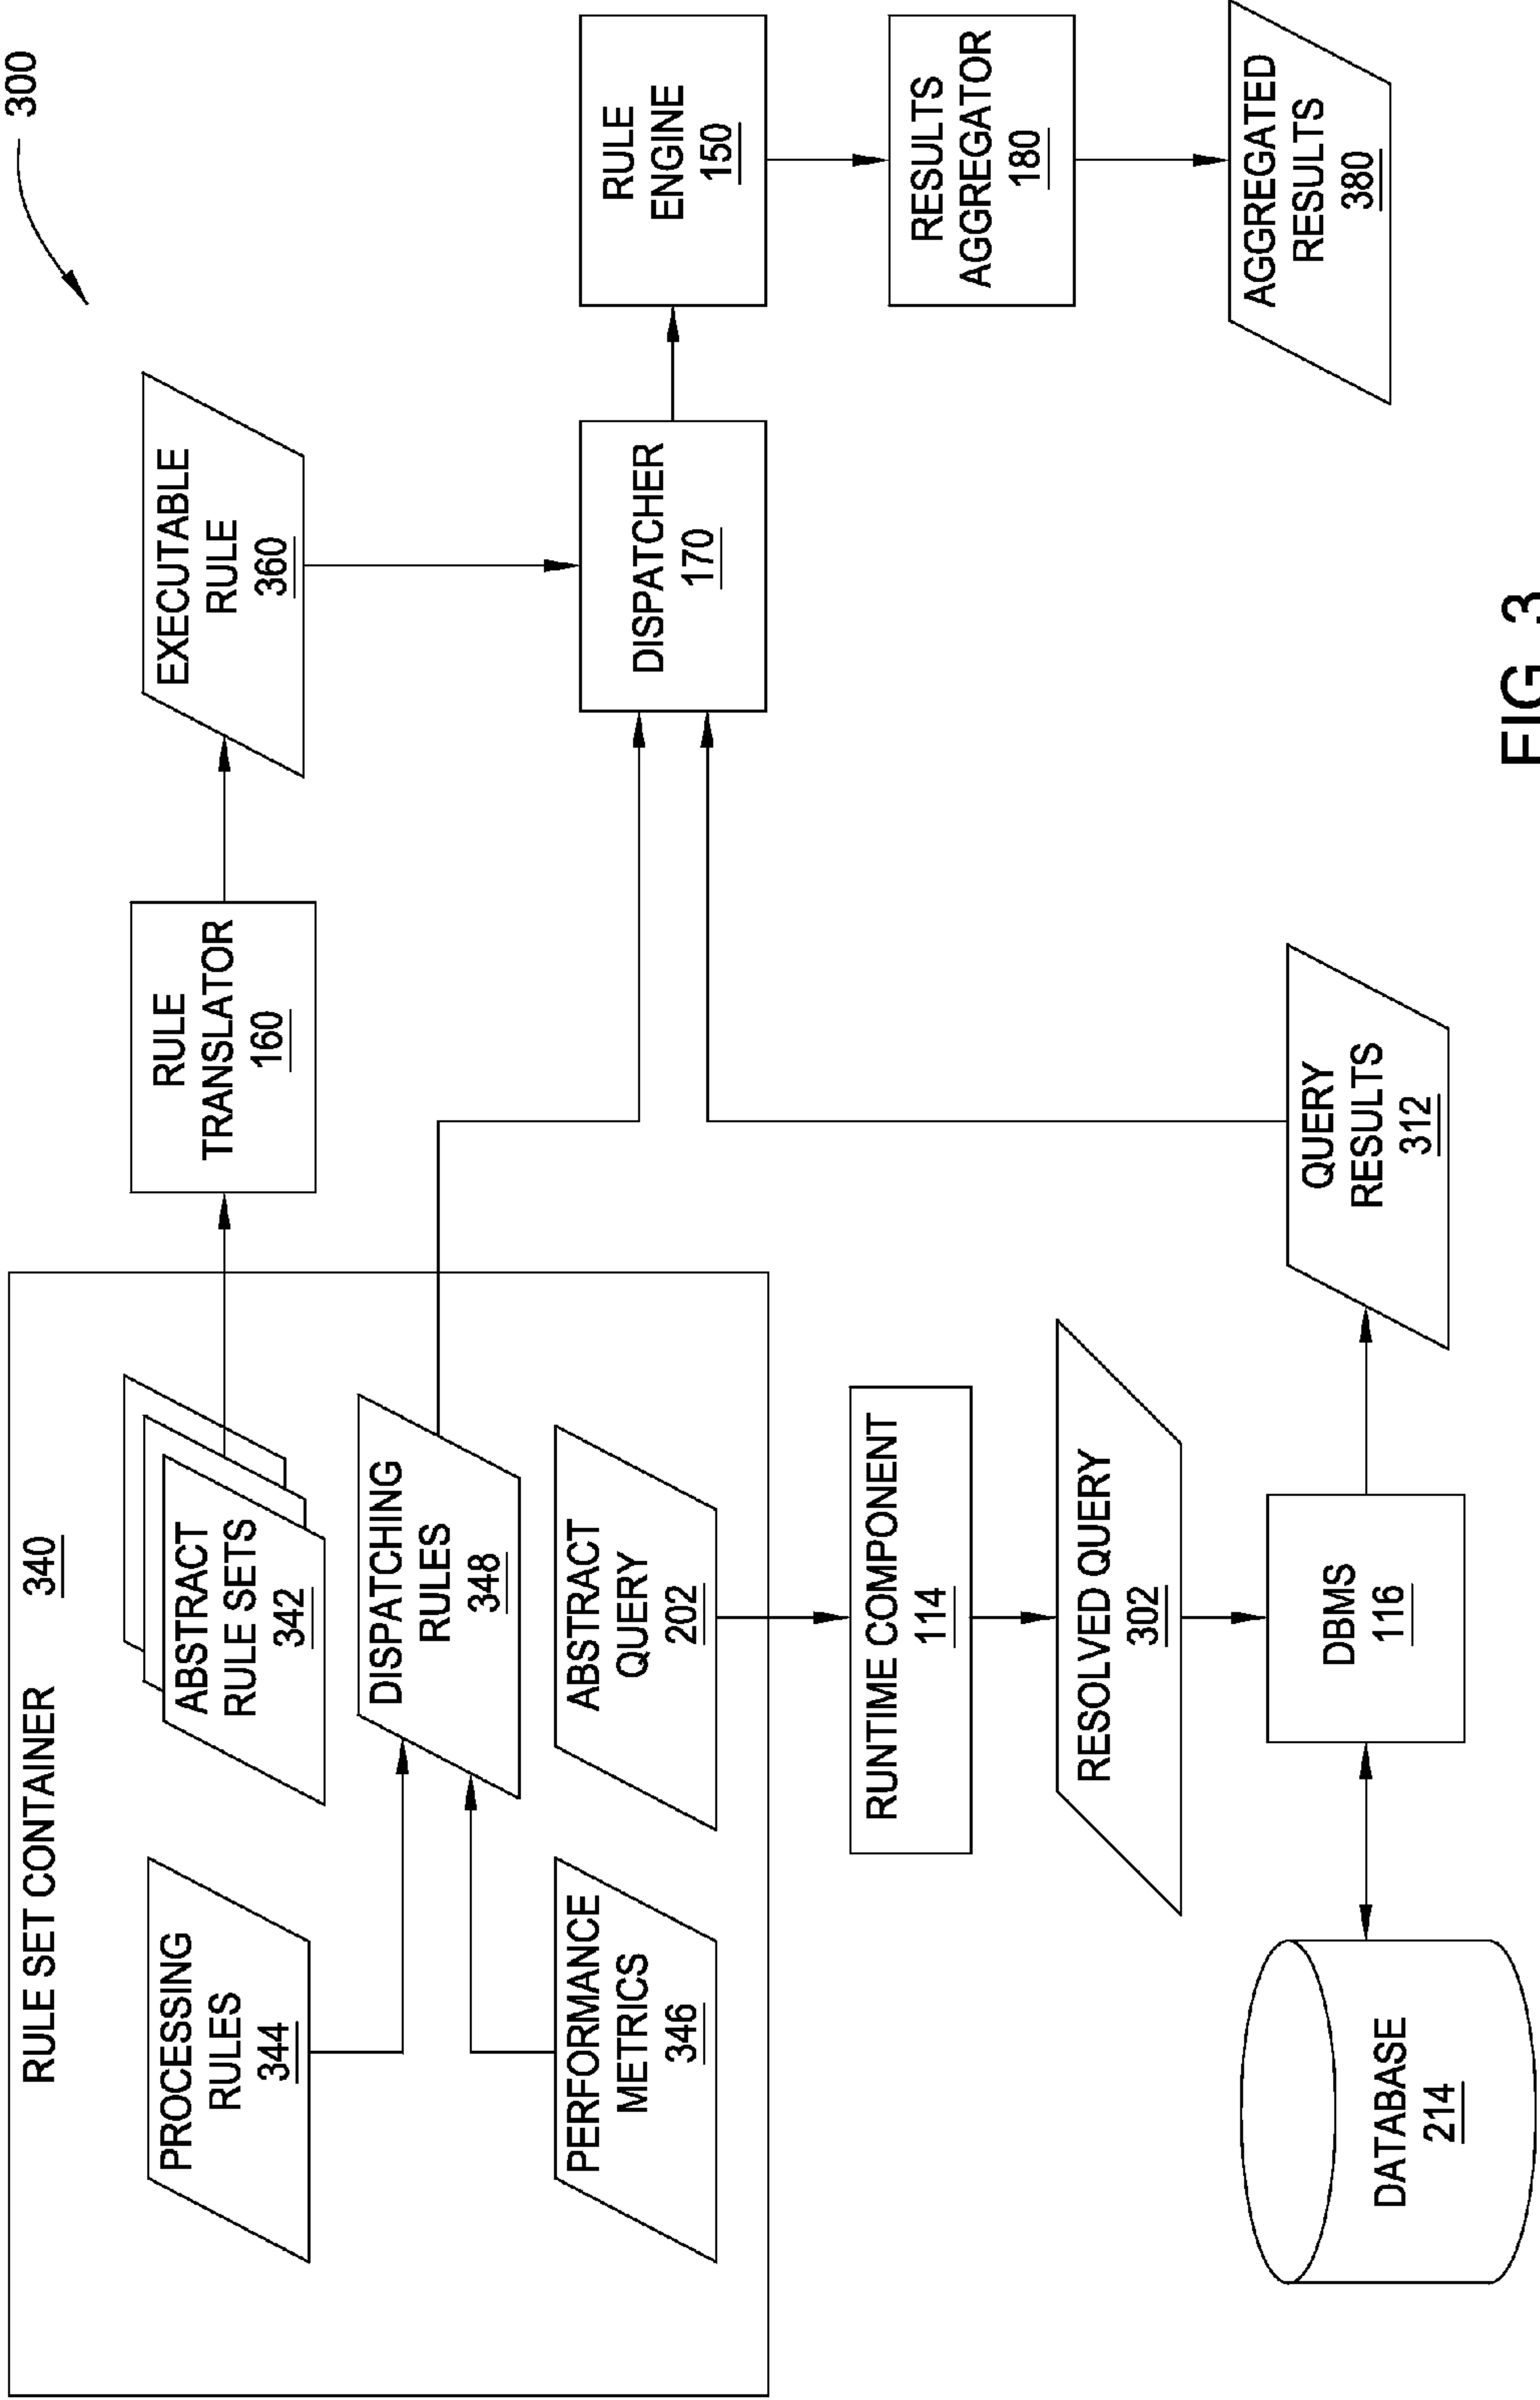 300
RULE SET CONTAINER 340
PROCESSING
RULES
344
ABSTRACT
RULE SETS
342
RULE
TRANSLATOR
160
EXECUTABLE
RULE
360
DISPATCHING
RULES
348
PERFORMANCE
METRICS
346
ABSTRACT
QUERY
202
DISPATCHER
170
RULE
ENGINE
150
RUNTIME COMPONENT
114
RESULTS
AGGREGATOR
180
RESOLVED QUERY
302
DATABASE
214
DBMS
116
QUERY
RESULTS
312
AGGREGATED
RESULTS
380
FIG. 3